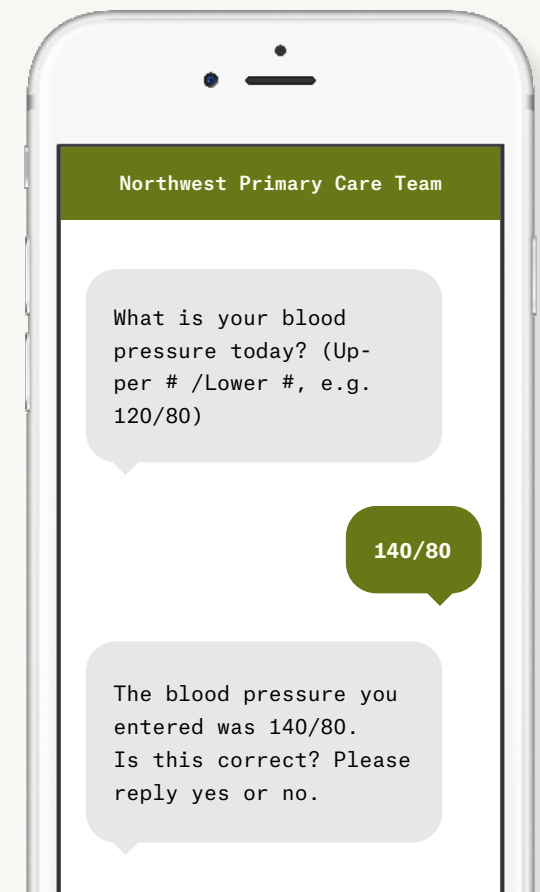 Northwest Primary Care Team
What is your blood
pressure today? (Up-
per # /Lower #, e.g.
120/80)
140/80
The blood pressure you
entered was 140/80.
Is this correct? Please
reply yes or no.